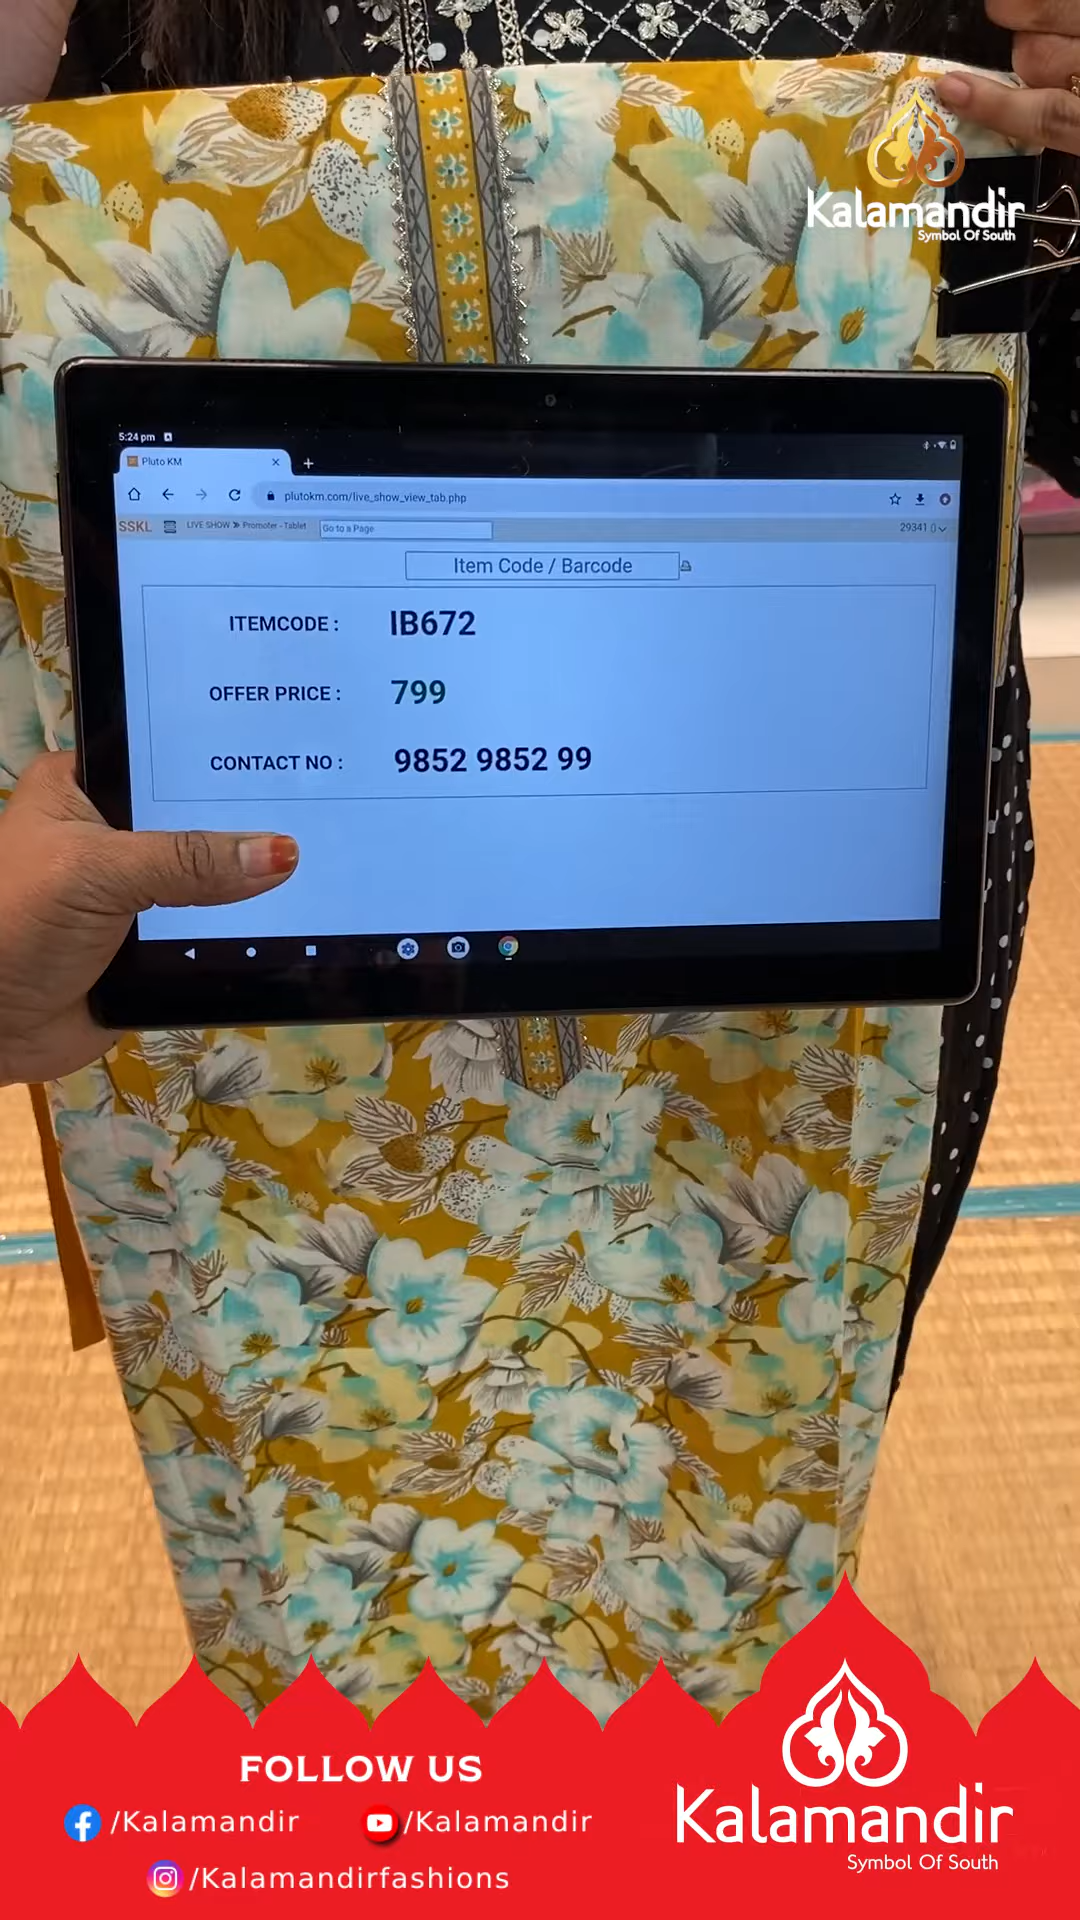 Kalamandir
Symbol Of South
5:24 pm
Pluto KM
plutokm.com/live_show_view_tab.php
SSKL
LIVE SHOW
Promoter - Tablet
Go to a Page
29341 ()
Item Code / Barcode
ITEMCODE : IB672
OFFER PRICE : 799
CONTACT NO : 9852 9852 99
FOLLOW US
/Kalamandir
/Kalamandir
/Kalamandirfashions
Kalamandir
Symbol Of South